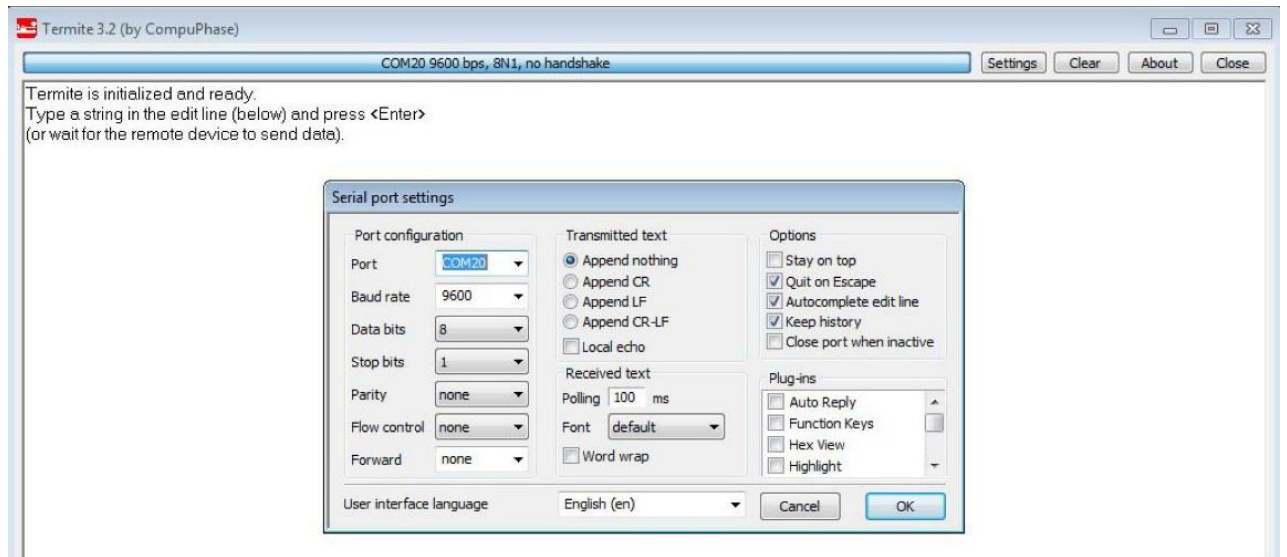 Termite 3.2 (by CompuPhase)
COM20 9600 bps, 8N1, no handshake
Settings
Clear
About
Close
Termite is initialized and ready.
Type a string in the edit line (below) and press <Enter>
(or wait for the remote device to send data).
Serial port settings
Port configuration
Port COM20
Baud rate 9600
Data bits 8
Stop bits 1
Parity none
Flow control none
Forward none
Transmitted text
Append nothing
Append CR
Append LF
Append CR-LF
Local echo
Received text
Polling 100 ms
Font default
Word wrap
Options
Stay on top
Quit on Escape
Autocomplete edit line
Keep history
Close port when inactive
Plug-ins
Auto Reply
Function Keys
Hex View
Highlight
User interface language English (en)
Cancel
OK